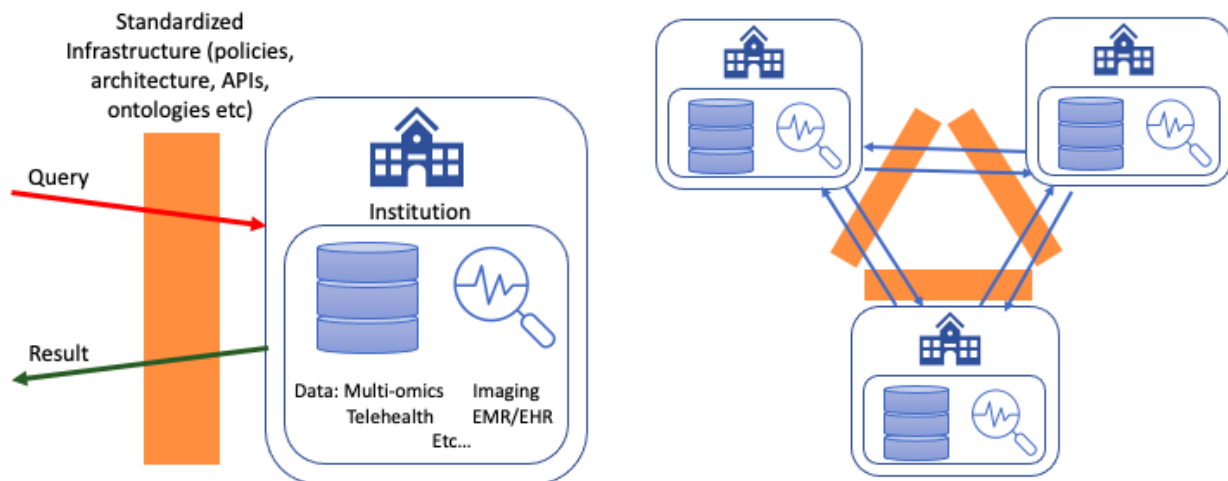 Standardized
Infrastructure (policies,
architecture, APIs,
ontologies etc)
Query
Institution
Result
Data: Multi-omics Imaging
Telehealth EMR/EHR
Etc...